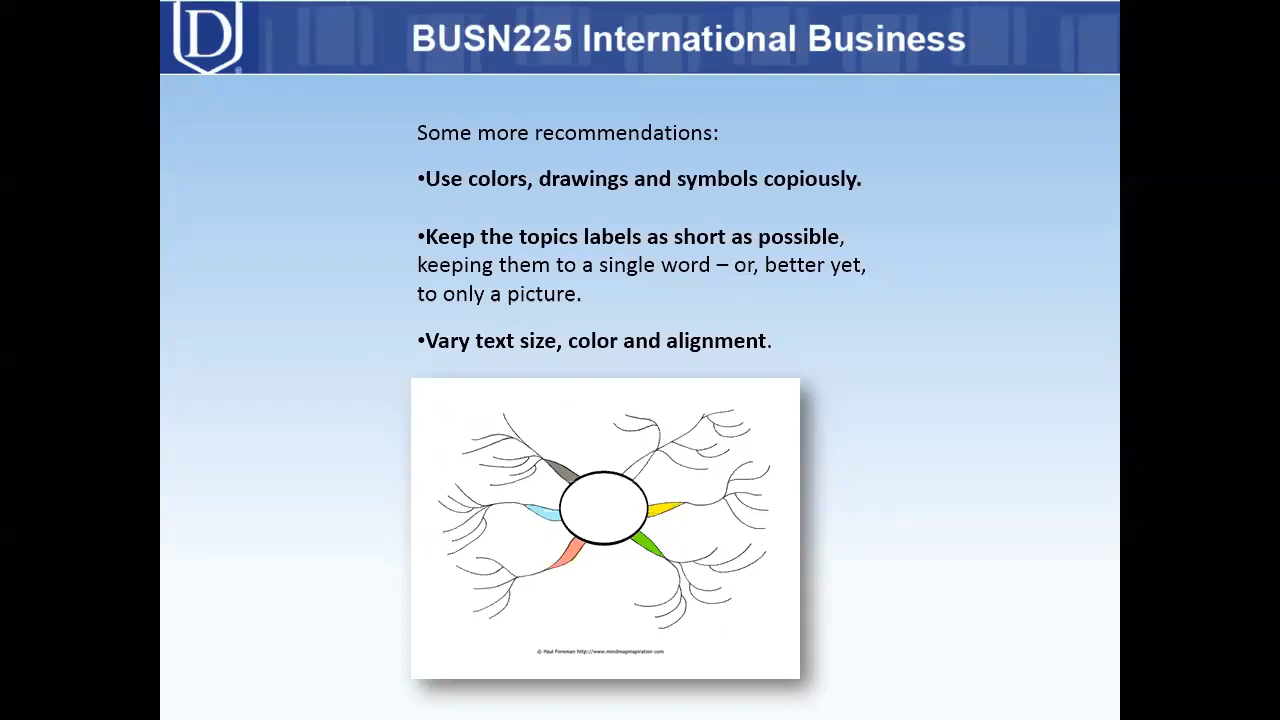 D
BUSN225 International Business
Some more recommendations:
•Use colors, drawings and symbols copiously.
•Keep the topics labels as short as possible,
keeping them to a single word – or, better yet,
to only a picture.
•Vary text size, color and alignment.
© Paul Foreman http://www.mindmapinspiration.com